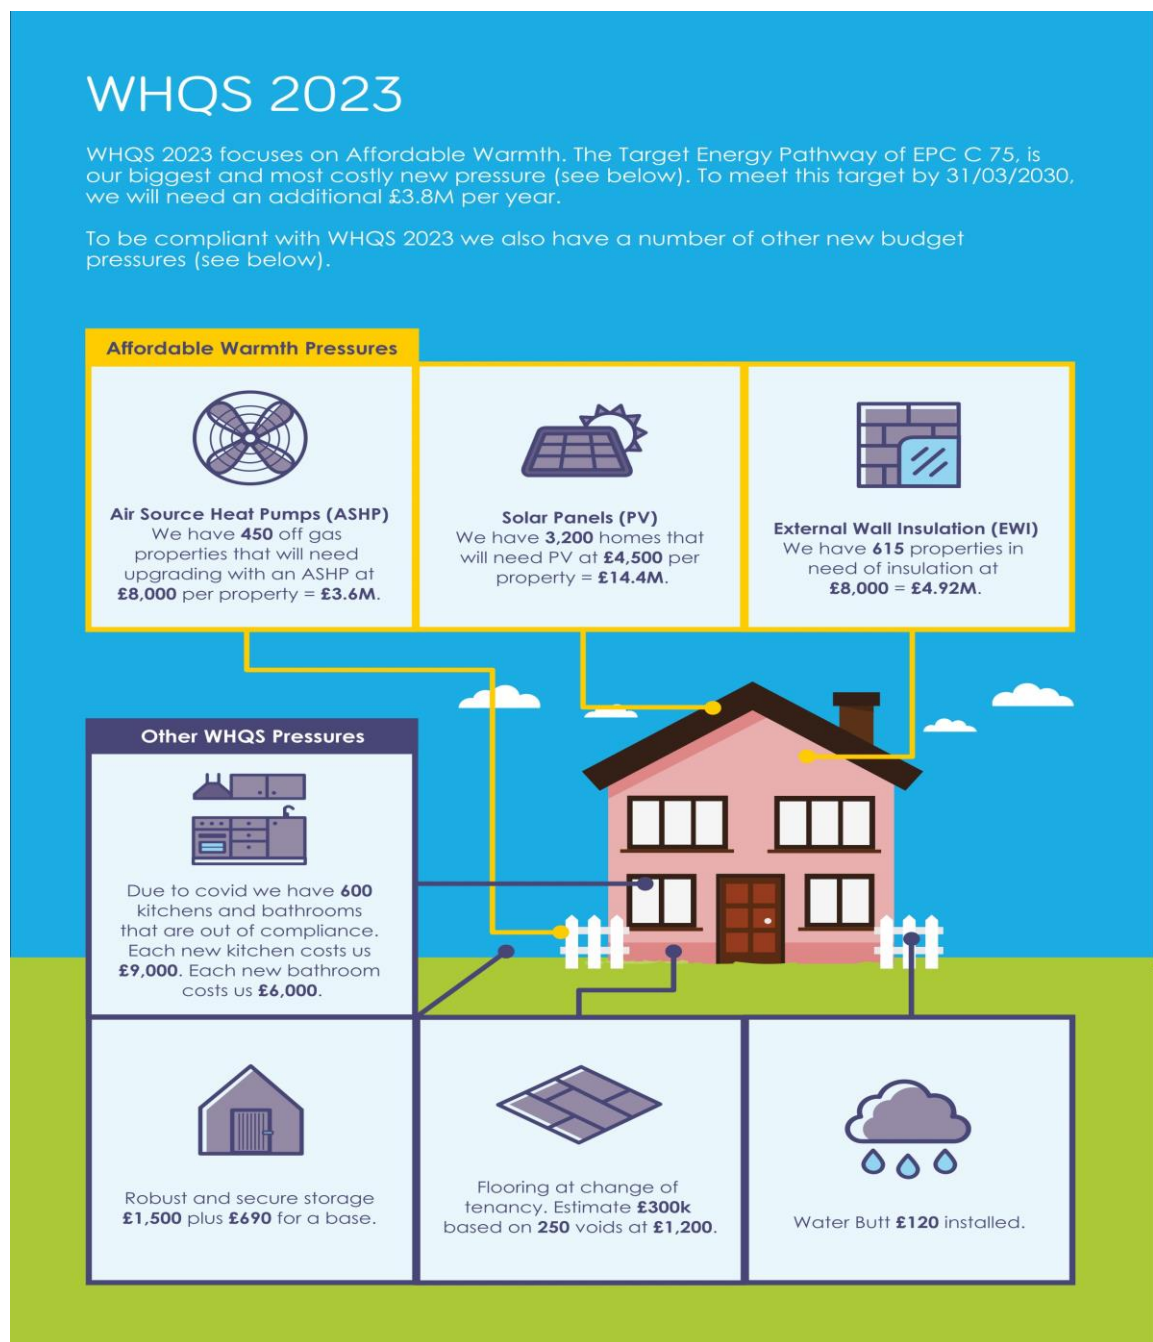 WHQS 2023
WHQS 2023 focuses on Affordable Warmth. The Target Energy Pathway of EPC C 75, is
our biggest and most costly new pressure (see below). To meet this target by 31/03/2030,
we will need an additional £3.8M per year.
To be compliant with WHQS 2023 we also have a number of other new budget
pressures (see below).
Affordable Warmth Pressures
Air Source Heat Pumps (ASHP)
We have 450 off gas
properties that will need
upgrading with an ASHP at
£8,000 per property = £3.6M.
Solar Panels (PV)
We have 3,200 homes that
will need PV at £4,500 per
property = £14.4M.
External Wall Insulation (EWI)
We have 615 properties in
need of insulation at
£8,000 = £4.92M.
Other WHQS Pressures
Due to covid we have 600
kitchens and bathrooms
that are out of compliance.
Each new kitchen costs us
£9,000. Each new bathroom
costs us £6,000.
Robust and secure storage
£1,500 plus £690 for a base.
Flooring at change of
tenancy. Estimate £300k
based on 250 voids at £1,200.
Water Butt £120 installed.